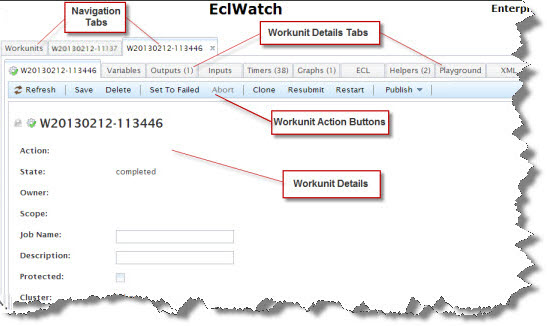 Navigation
Tabs
EclWatch
Enterpr
Workunit Details Tabs
Workunits W20130212-11137 W20130212-113446
W20130212-113446 Variables Outputs (1) Inputs Timers (38) Graphs (1) ECL Helpers (2) Playground XML
Refresh Save Delete Set To Failed Abort Clone Resubmit Restart Publish
W20130212-113446
Workunit Action Buttons
Action:
State: completed
Workunit Details
Owner:
Scope:
Job Name:
Description:
Protected:
Cluster: